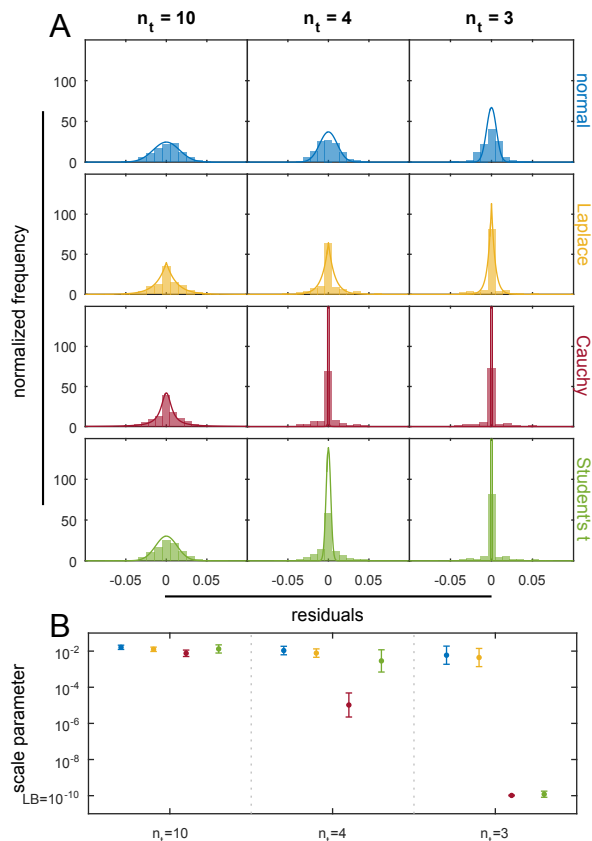 A
n_t = 10 n_t = 4 n_t = 3
normalized frequency
150
100
50
0
normal
100
50
0
Laplace
100
50
0
Cauchy
100
50
0
Student's t
-0.05 0 0.05 -0.05 0 0.05 -0.05 0 0.05
residuals
B
scale parameter
10^-2
10^-4
10^-6
10^-8
LB=10^-10
n_t=10 n_t=4 n_t=3